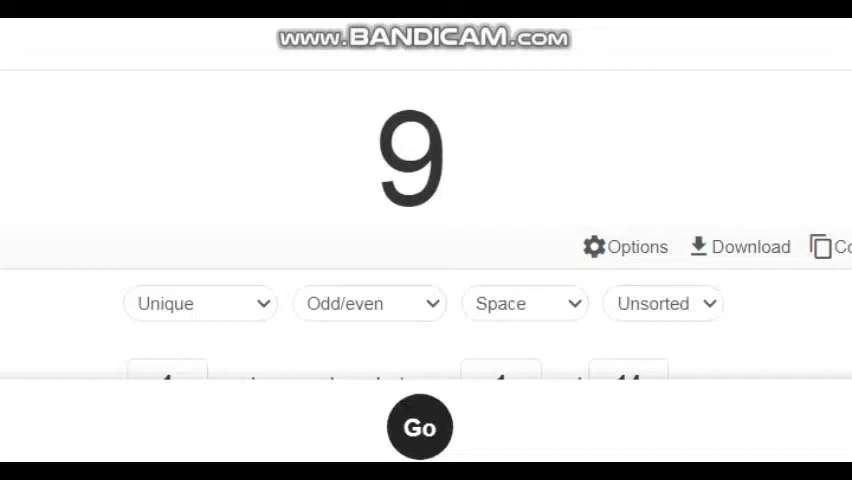 www.BANDICAM.com
9
Options Download
Unique Odd/even Space Unsorted
Go